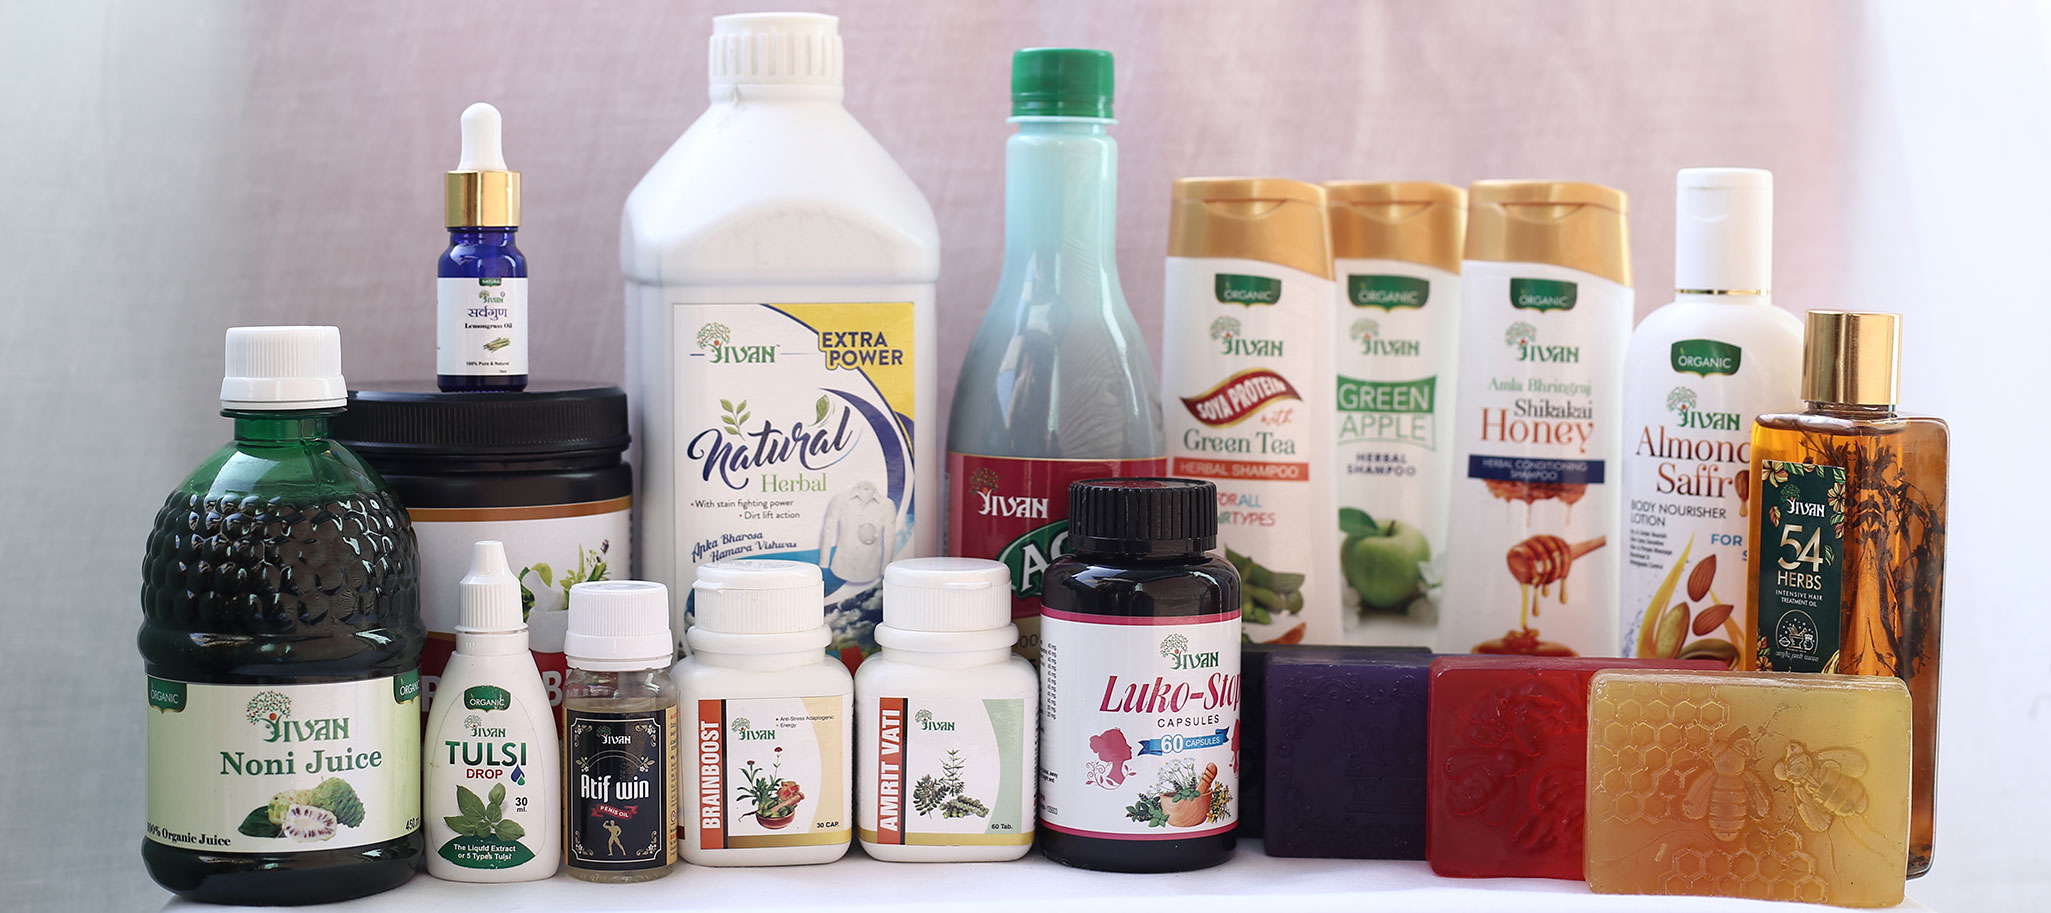 ORGANIC
ORGANIC
JIVAN
Noni Juice
100% Organic Juice
NATURAL
JIVAN
सर्वगुण
Lemongrass Oil
100% Pure & Natural
ORGANIC
JIVAN
TULSI
DROP
30
ml.
The Liquid Extract
or 5 Types Tulsi
JIVAN
Atif win
PENIS OIL
JIVAN
EXTRA
POWER
Natural
Herbal
• With stain fighting power
• Dirt lift action
Apka Bharosa
Hamara Vishwas
BRAINBOOST
JIVAN
• Anti-Stress Adaptogenic
• Energy
30 CAP.
AMRIT VATI
JIVAN
60 Tab.
JIVAN
JIVAN
Luko-Stop
CAPSULES
60 CAPSULES
ORGANIC
JIVAN
SOYA PROTEIN
with
Green Tea
HERBAL SHAMPOO
FOR ALL
ORGANIC
JIVAN
GREEN
APPLE
HERBAL
SHAMPOO
ORGANIC
JIVAN
Amla Bhringraj
Shikakai
Honey
HERBAL CONDITIONING
SHAMPOO
ORGANIC
JIVAN
Almond
BODY NOURISHER
LOTION
FOR
JIVAN
54
HERBS
INTENSIVE HAIR
TREATMENT OIL